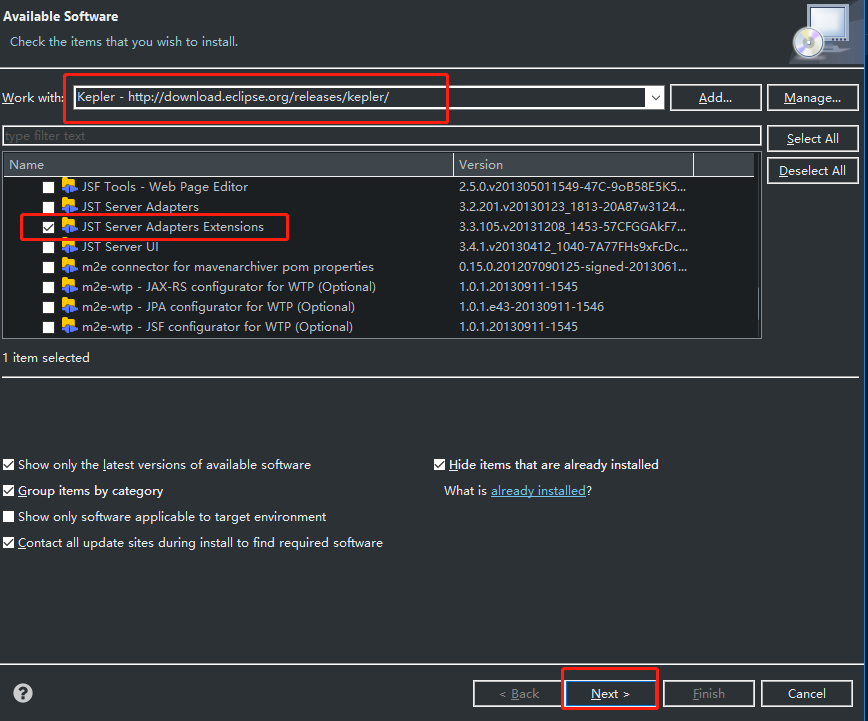 Available Software
Check the items that you wish to install.
Work with: Kepler - http://download.eclipse.org/releases/kepler/ Add... Manage...
type filter text Select All
Name Version Deselect All
JSF Tools - Web Page Editor 2.5.0.v201305011549-47C-9oB58E5K5...
JST Server Adapters 3.2.201.v20130123_1813-20A87w3124...
JST Server Adapters Extensions 3.3.105.v20131208_1453-57CFGGAkF7...
JST Server UI 3.4.1.v20130412_1040-7A77FHs9xFcDc...
m2e connector for mavenarchiver pom properties 0.15.0.201207090125-signed-2013061...
m2e-wtp - JAX-RS configurator for WTP (Optional) 1.0.1.20130911-1545
m2e-wtp - JPA configurator for WTP (Optional) 1.0.1.e43-20130911-1546
m2e-wtp - JSF configurator for WTP (Optional) 1.0.1.20130911-1545
1 item selected
Show only the latest versions of available software Hide items that are already installed
Group items by category What is already installed?
Show only software applicable to target environment
Contact all update sites during install to find required software
? < Back Next > Finish Cancel